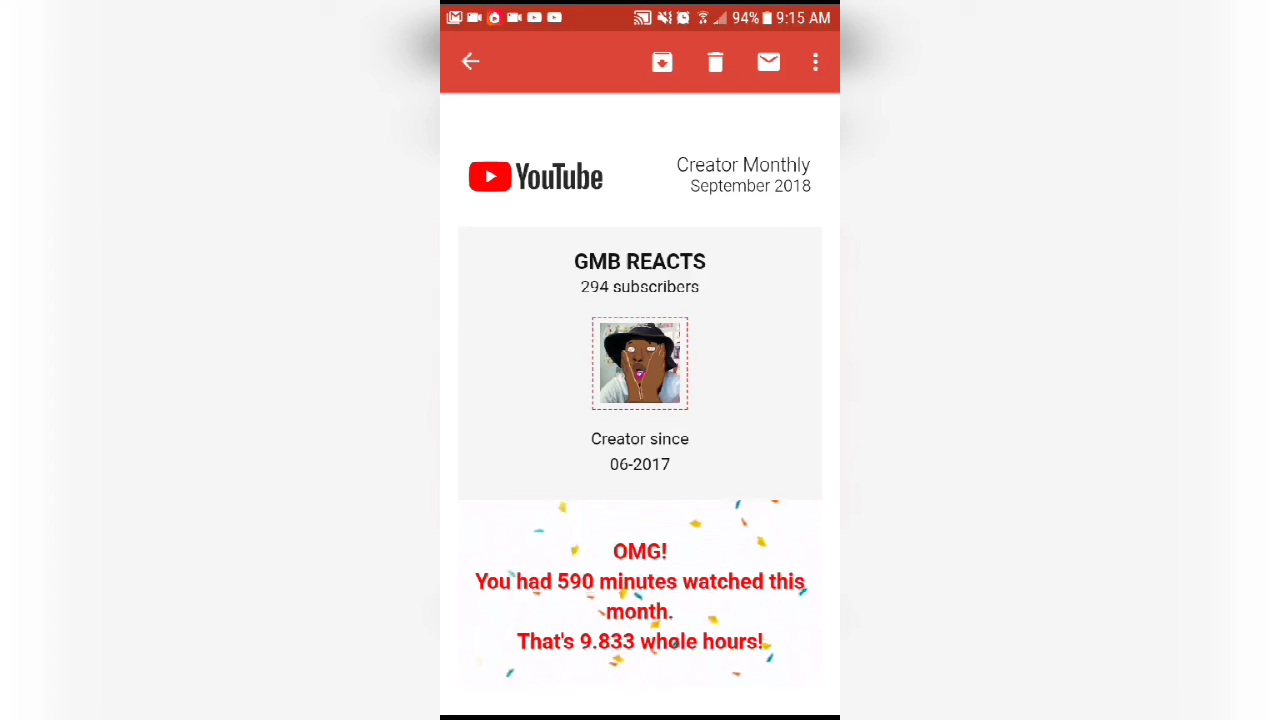 94% 9:15 AM
YouTube
Creator Monthly
September 2018
GMB REACTS
294 subscribers
Creator since
06-2017
OMG!
You had 590 minutes watched this
month.
That's 9.833 whole hours!